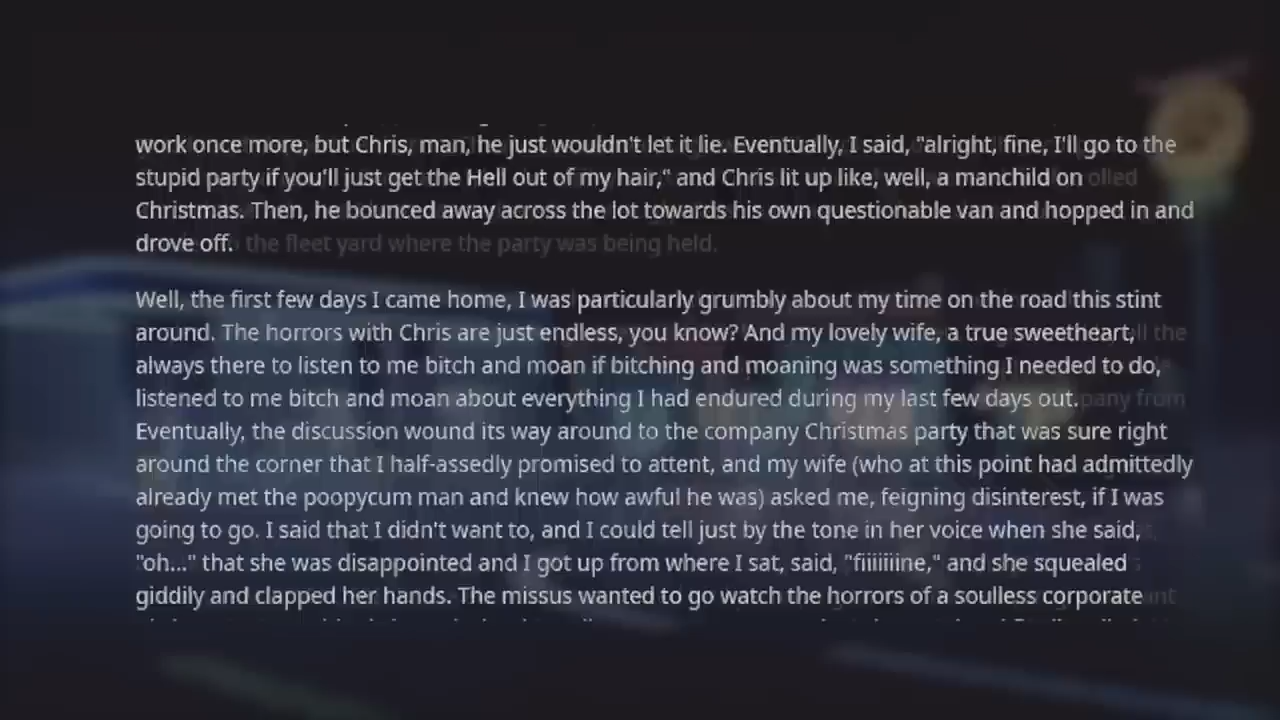 work once more, but Chris, man, he just wouldn't let it lie. Eventually, I said, "alright, fine, I'll go to the
stupid party if you'll just get the Hell out of my hair," and Chris lit up like, well, a manchild on
Christmas. Then, he bounced away across the lot towards his own questionable van and hopped in and
drove off. the fleet yard where the party was being held.
Well, the first few days I came home, I was particularly grumbly about my time on the road this stint
around. The horrors with Chris are just endless, you know? And my lovely wife, a true sweetheart,
always there to listen to me bitch and moan if bitching and moaning was something I needed to do,
listened to me bitch and moan about everything I had endured during my last few days out.
Eventually, the discussion wound its way around to the company Christmas party that was sure right
around the corner that I half-assedly promised to attent, and my wife (who at this point had admittedly
already met the poopycum man and knew how awful he was) asked me, feigning disinterest, if I was
going to go. I said that I didn't want to, and I could tell just by the tone in her voice when she said,
"oh..." that she was disappointed and I got up from where I sat, said, "fiiiiiiine," and she squealed
giddily and clapped her hands. The missus wanted to go watch the horrors of a soulless corporate